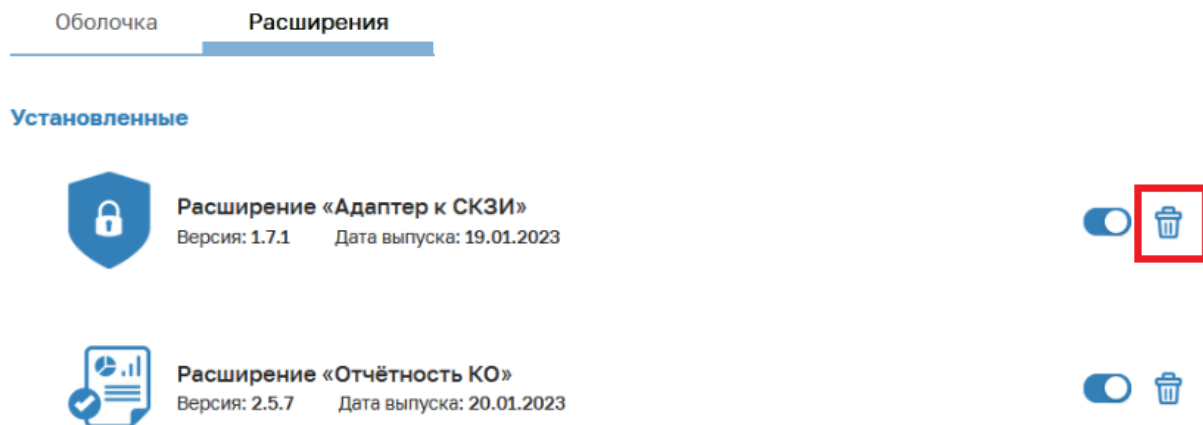 Оболочка Расширения
Установленные
Расширение «Адаптер к СКЗИ»
Версия: 1.7.1 Дата выпуска: 19.01.2023
Расширение «Отчётность КО»
Версия: 2.5.7 Дата выпуска: 20.01.2023